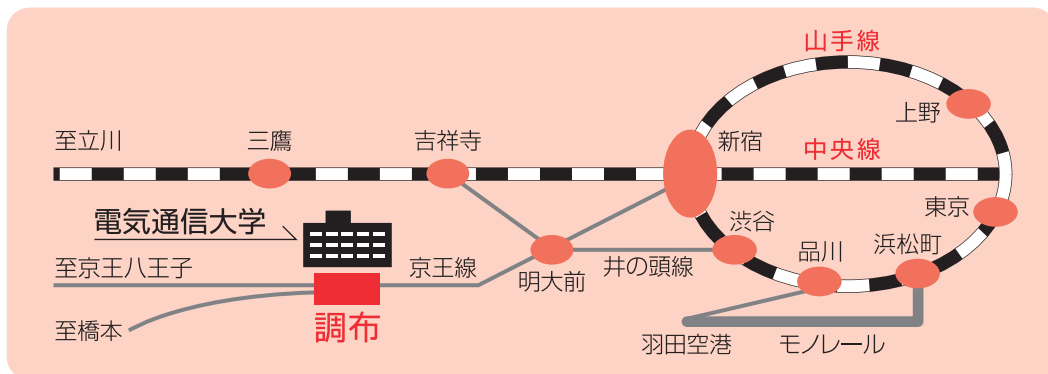 山手線
上野
至立川
三鷹
吉祥寺
新宿
中央線
電気通信大学
東京
渋谷
浜松町
品川
至京王八王子
京王線
明大前
井の頭線
至橋本
調布
羽田空港
モノレール